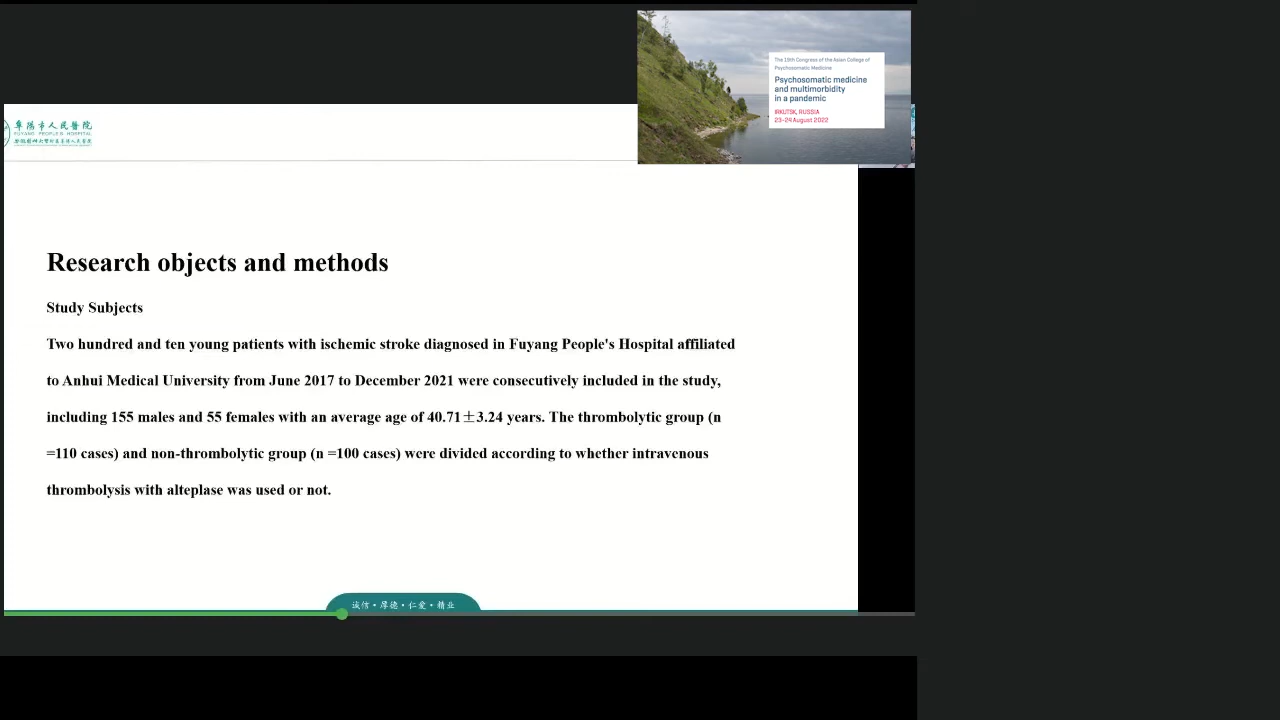 The 19th Congress of the Asian College of
Psychosomatic Medicine
Psychosomatic medicine
and multimorbidity
in a pandemic
IRKUTSK, RUSSIA
23-24 August 2022
阜陽市人民醫院
FUYANG PEOPLE'S HOSPITAL
Research objects and methods
Study Subjects
Two hundred and ten young patients with ischemic stroke diagnosed in Fuyang People's Hospital affiliated
to Anhui Medical University from June 2017 to December 2021 were consecutively included in the study,
including 155 males and 55 females with an average age of 40.71±3.24 years. The thrombolytic group (n
=110 cases) and non-thrombolytic group (n =100 cases) were divided according to whether intravenous
thrombolysis with alteplase was used or not.
诚信·厚德·仁爱·精业